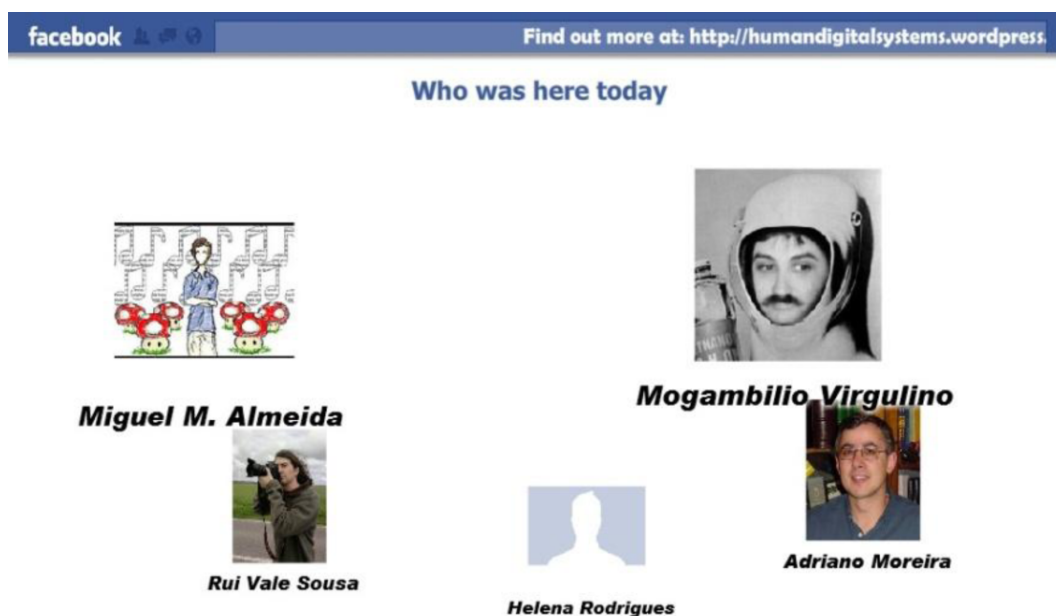 facebook
Find out more at: http://humandigitalsystems.wordpress.
Who was here today
Miguel M. Almeida
Mogambilio Virgulino
Rui Vale Sousa
Adriano Moreira
Helena Rodrigues